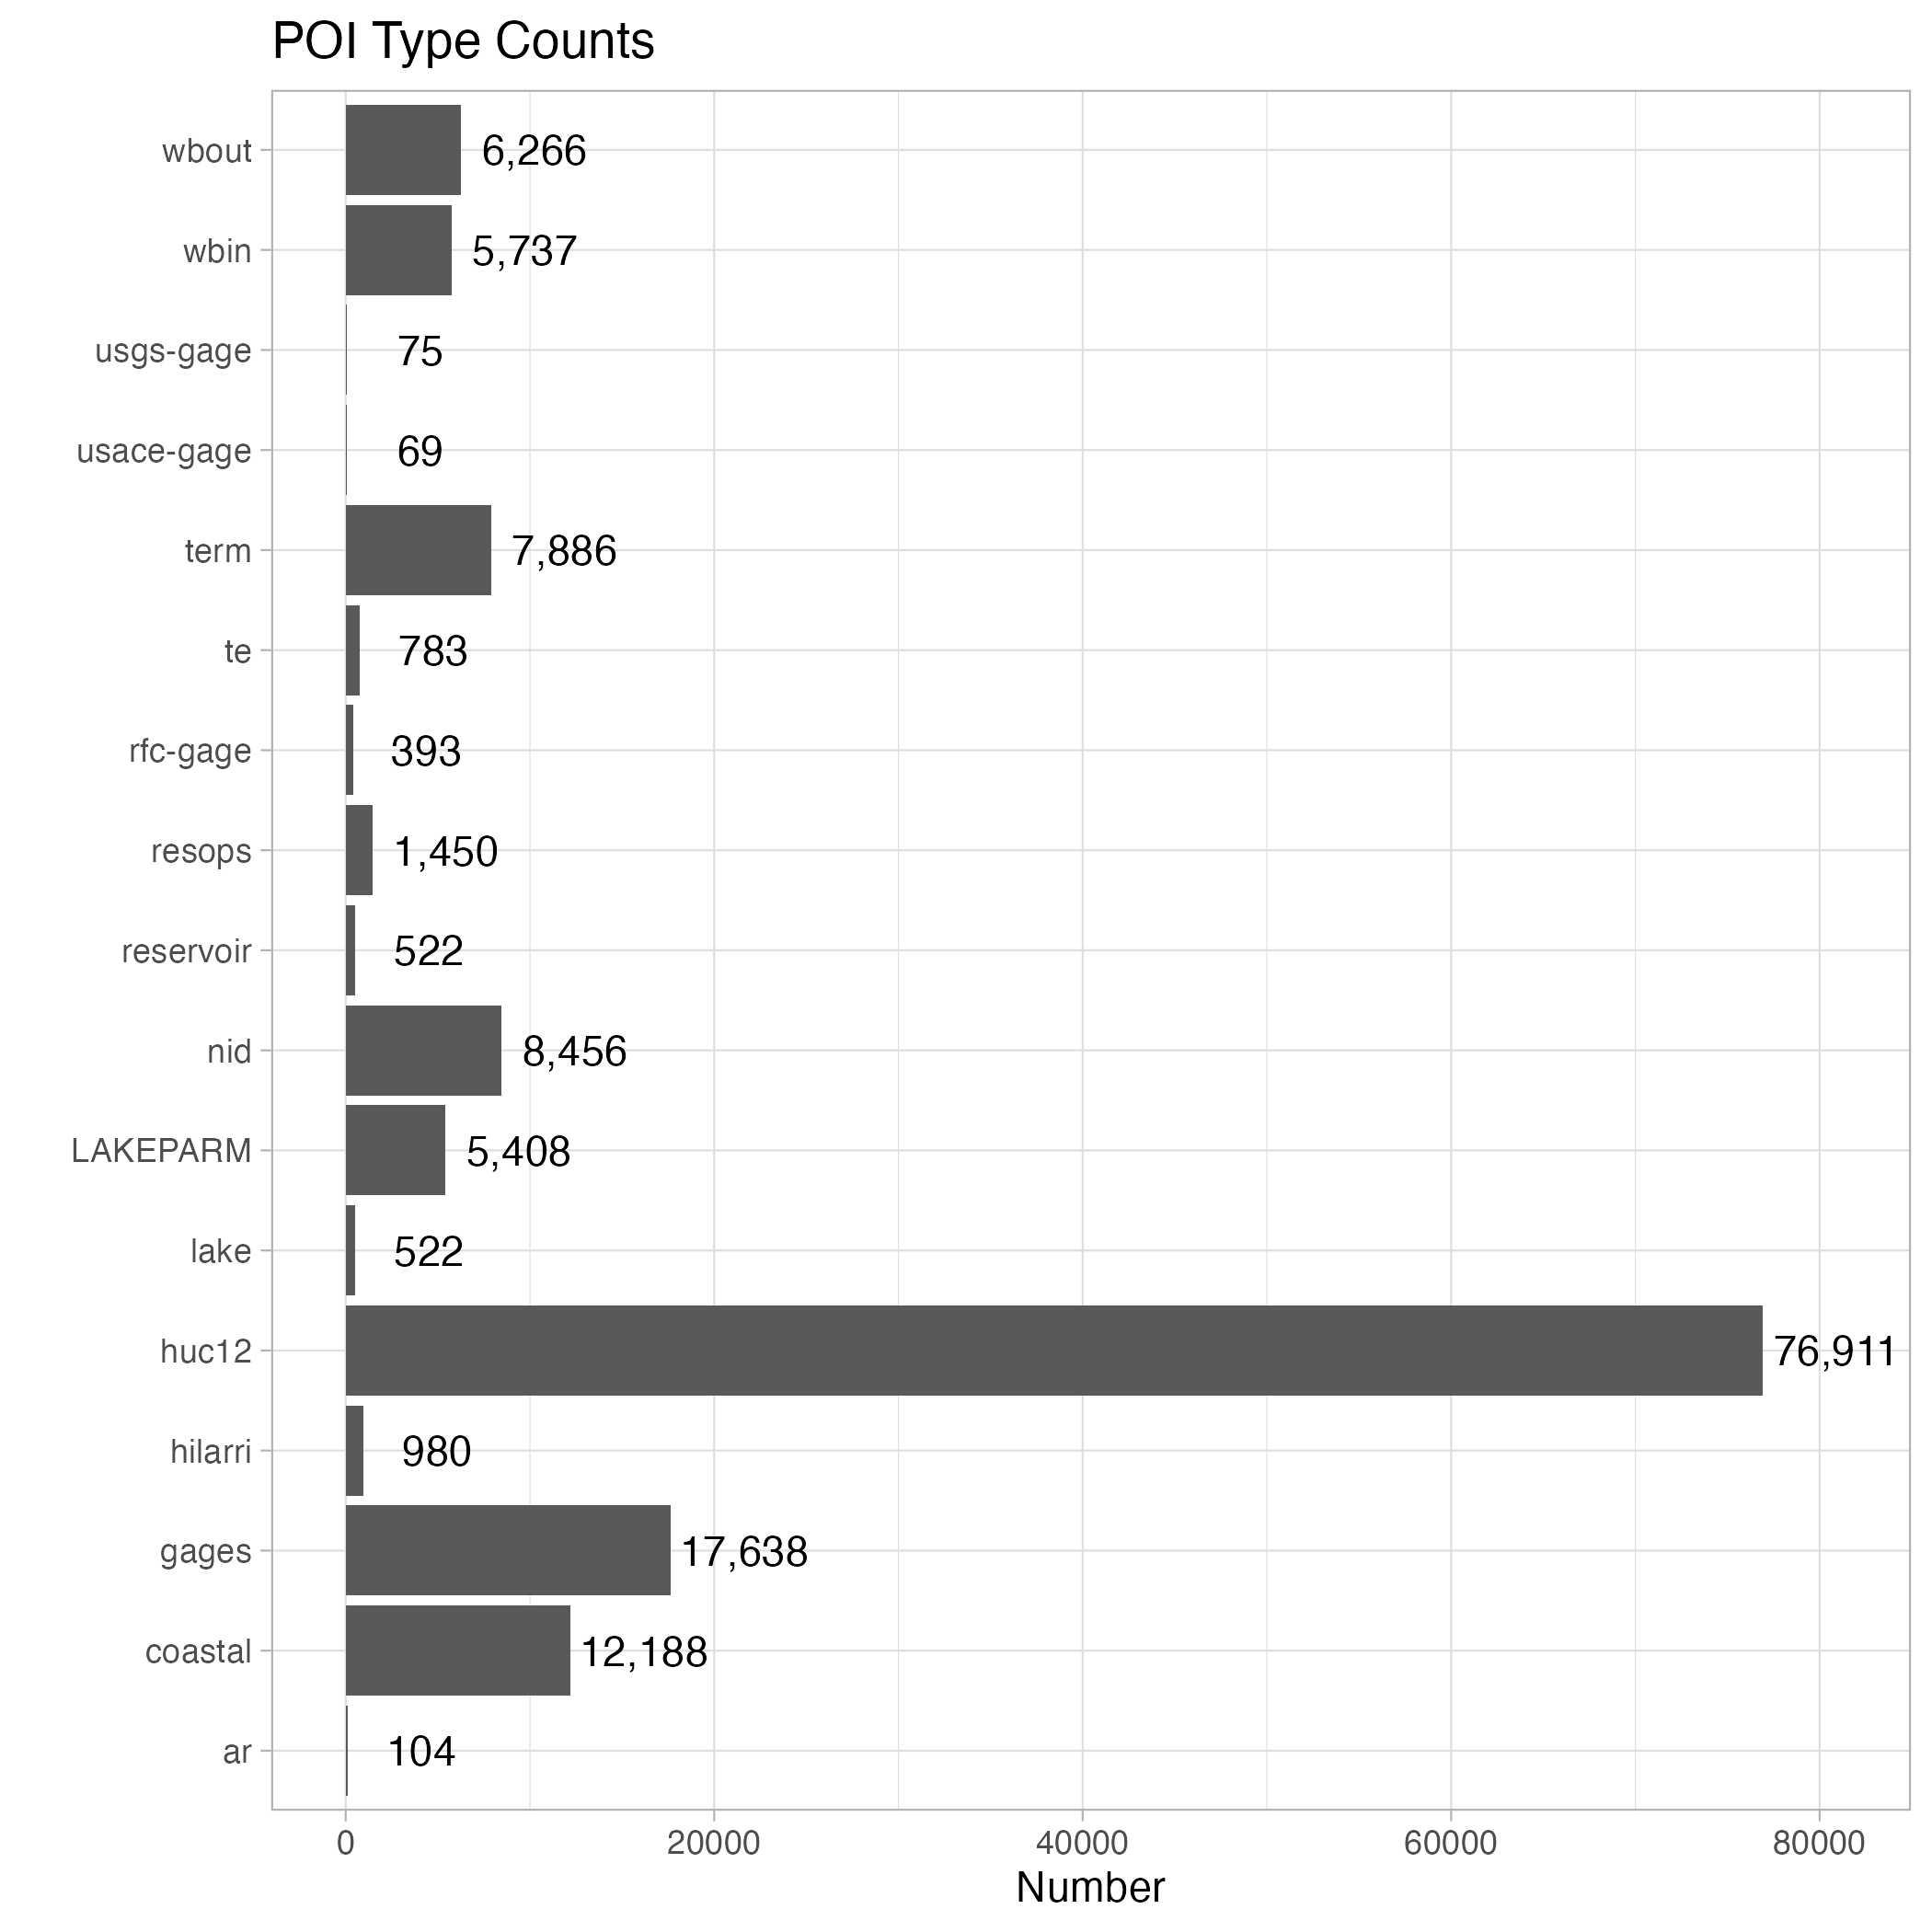 POI Type Counts
wbout 6,266
wbin 5,737
usgs-gage 75
usace-gage 69
term 7,886
te 783
rfc-gage 393
resops 1,450
reservoir 522
nid 8,456
LAKEPARM 5,408
lake 522
huc12 76,911
hilarri 980
gages 17,638
coastal 12,188
ar 104
0 20000 40000 60000 80000
Number